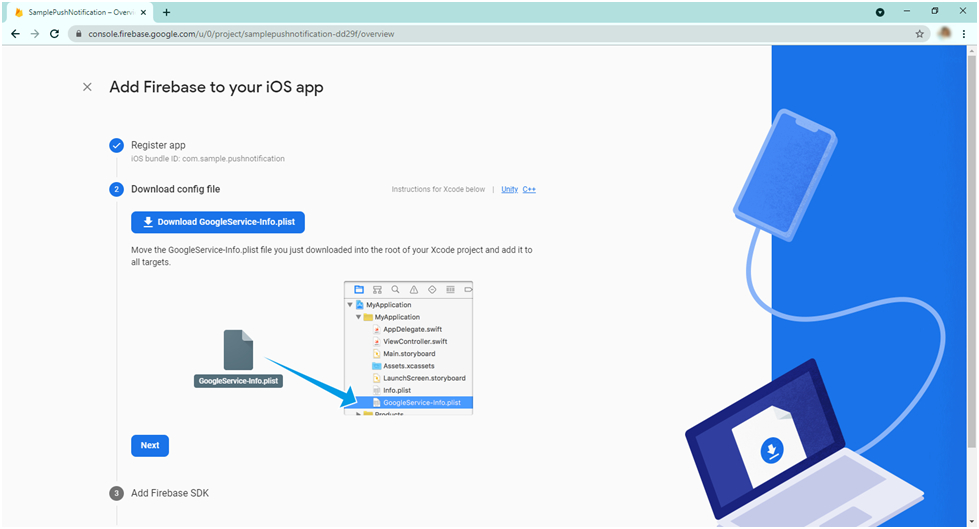 SamplePushNotification – Overv
console.firebase.google.com/u/0/project/samplepushnotification-dd29f/overview
Add Firebase to your iOS app
Register app
iOS bundle ID: com.sample.pushnotification
2
Download config file
Instructions for Xcode below | Unity C++
Download GoogleService-Info.plist
Move the GoogleService-Info.plist file you just downloaded into the root of your Xcode project and add it to
all targets.
MyApplication
MyApplication
AppDelegate.swift
ViewController.swift
Main.storyboard
Assets.xcassets
LaunchScreen.storyboard
Info.plist
GoogleService-Info.plist
Products
GoogleService-Info.plist
Next
3
Add Firebase SDK